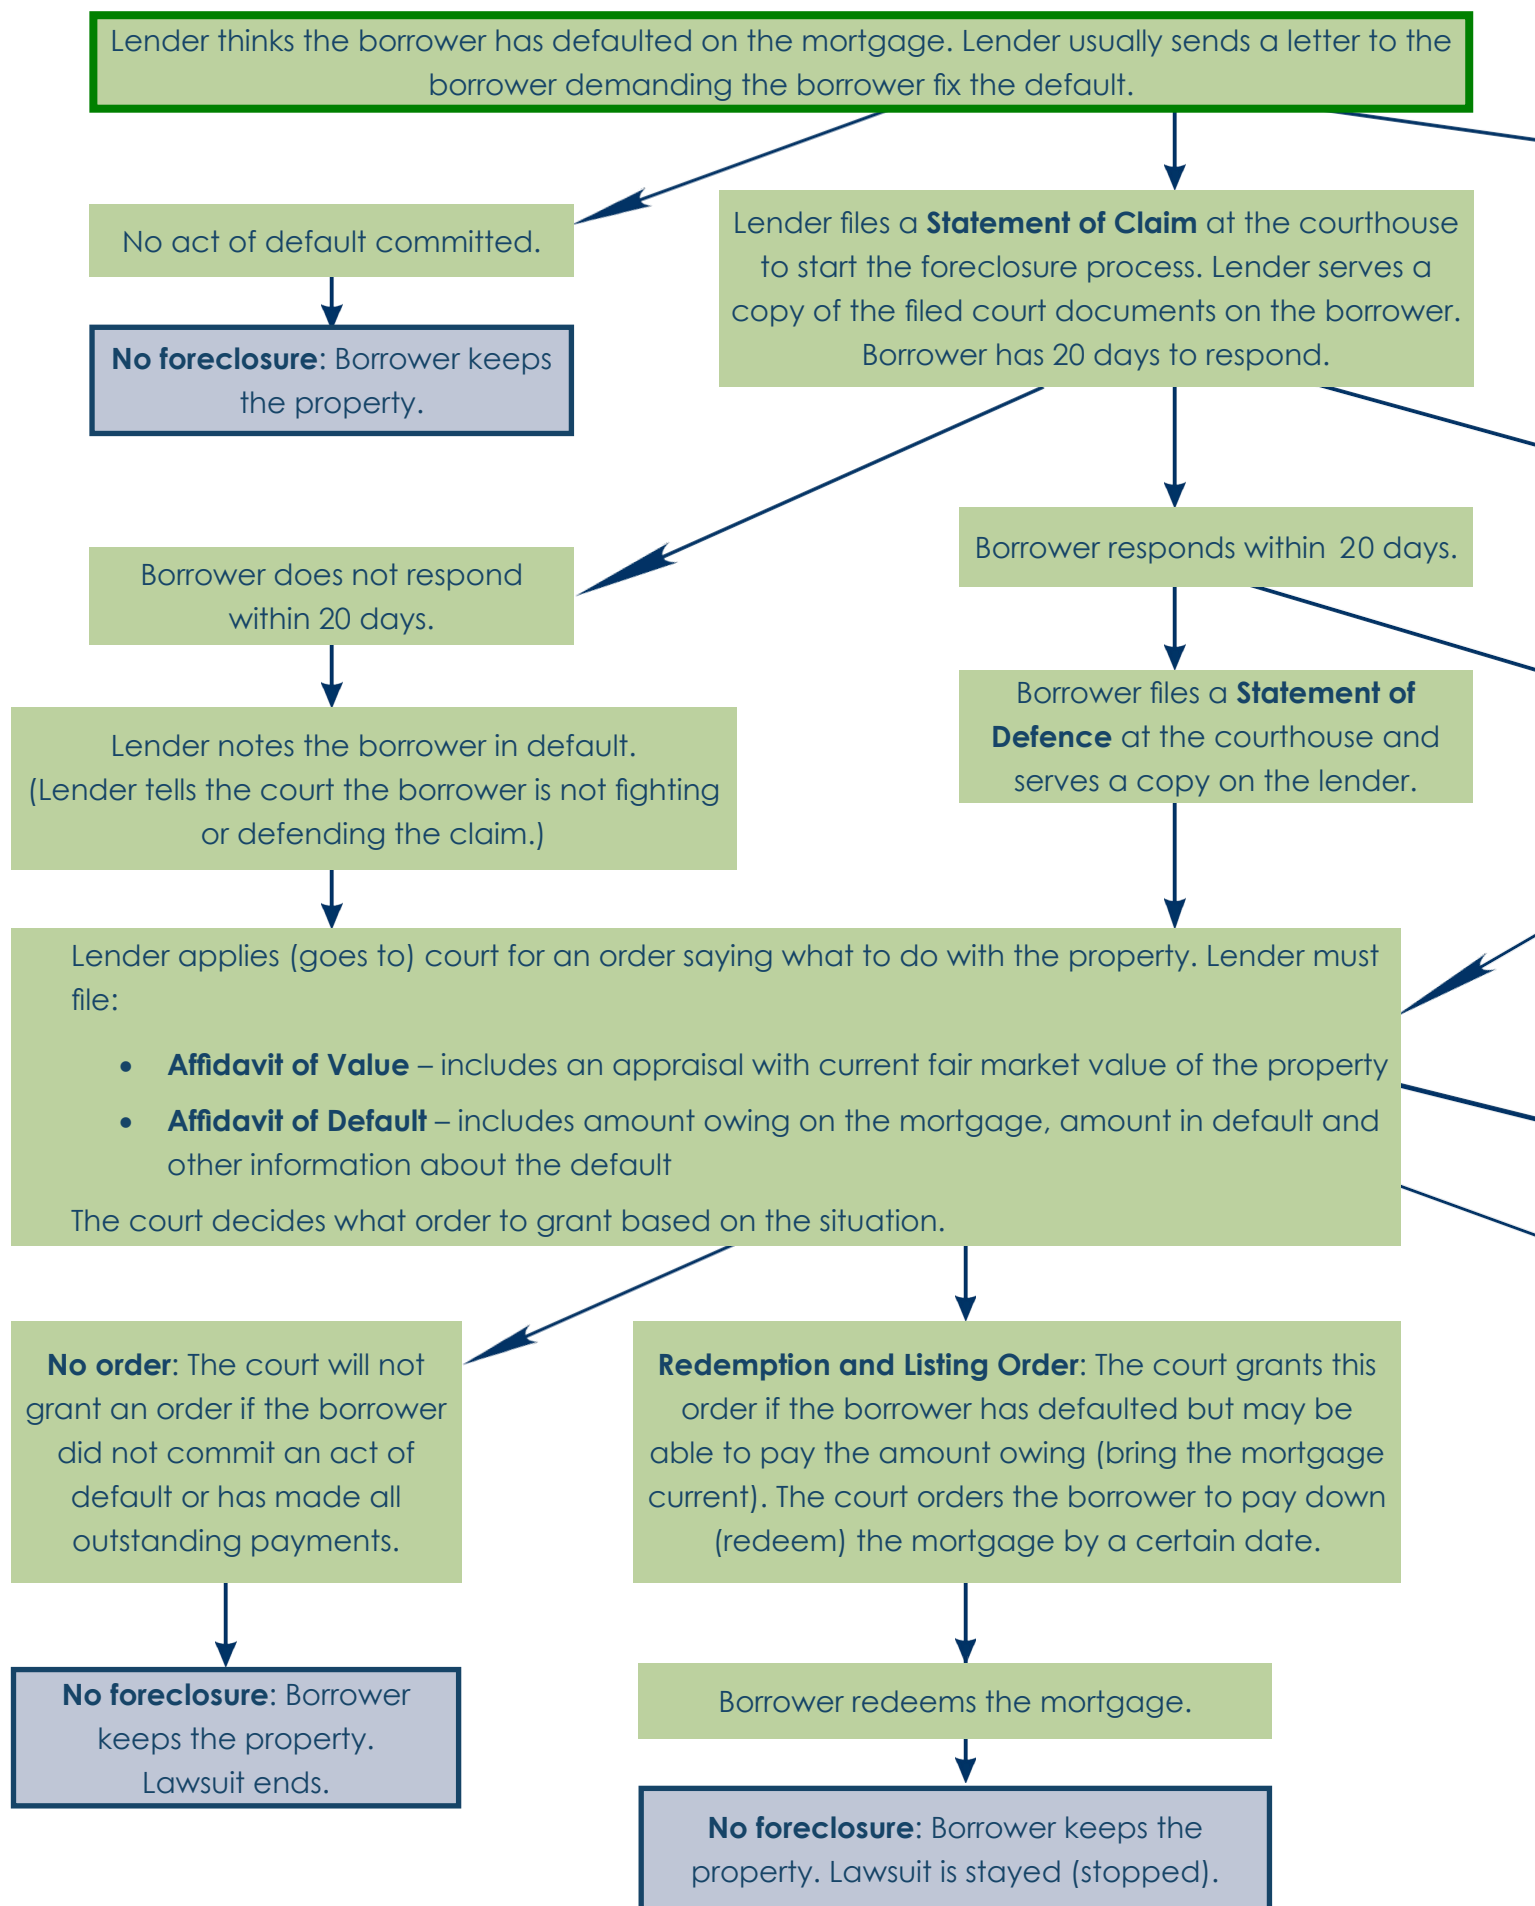 Lender thinks the borrower has defaulted on the mortgage. Lender usually sends a letter to the
borrower demanding the borrower fix the default.
No act of default committed.
No foreclosure: Borrower keeps
the property.
Lender files a Statement of Claim at the courthouse
to start the foreclosure process. Lender serves a
copy of the filed court documents on the borrower.
Borrower has 20 days to respond.
Borrower does not respond
within 20 days.
Borrower responds within 20 days.
Lender notes the borrower in default.
(Lender tells the court the borrower is not fighting
or defending the claim.)
Borrower files a Statement of
Defence at the courthouse and
serves a copy on the lender.
Lender applies (goes to) court for an order saying what to do with the property. Lender must
file:
• Affidavit of Value – includes an appraisal with current fair market value of the property
• Affidavit of Default – includes amount owing on the mortgage, amount in default and
other information about the default
The court decides what order to grant based on the situation.
No order: The court will not
grant an order if the borrower
did not commit an act of
default or has made all
outstanding payments.
Redemption and Listing Order: The court grants this
order if the borrower has defaulted but may be
able to pay the amount owing (bring the mortgage
current). The court orders the borrower to pay down
(redeem) the mortgage by a certain date.
No foreclosure: Borrower
keeps the property.
Lawsuit ends.
Borrower redeems the mortgage.
No foreclosure: Borrower keeps the
property. Lawsuit is stayed (stopped).